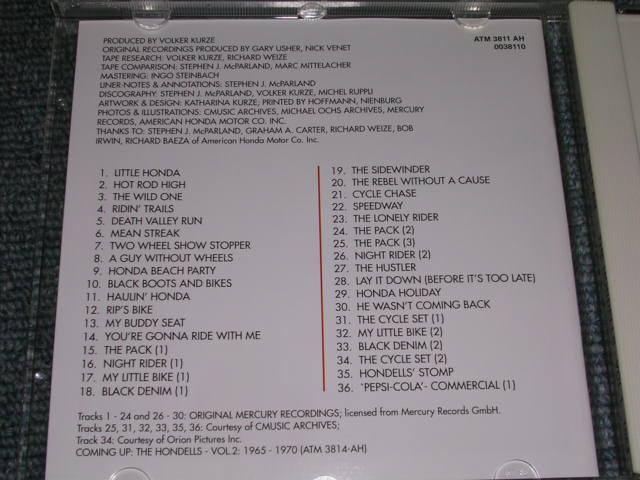 PRODUCED BY VOLKER KURZE
ATM 3811 AH
0038110
ORIGINAL RECORDINGS PRODUCED BY GARY USHER, NICK VENET
TAPE RESEARCH: VOLKER KURZE, RICHARD WEIZE
TAPE COMPARISON: STEPHEN J. McPARLAND, MARC MITTELACHER
MASTERING: INGO STEINBACH
LINER-NOTES & ANNOTATIONS: STEPHEN J. McPARLAND
DISCOGRAPHY: STEPHEN J. McPARLAND, VOLKER KURZE, MICHEL RUPPLI
ARTWORK & DESIGN: KATHARINA KURZE; PRINTED BY HOFFMANN, NIENBURG
PHOTOS & ILLUSTRATIONS: CMUSIC ARCHIVES, MICHAEL OCHS ARCHIVES, MERCURY
RECORDS, AMERICAN HONDA MOTOR CO. INC.
THANKS TO: STEPHEN J. McPARLAND, GRAHAM A. CARTER, RICHARD WEIZE, BOB
IRWIN, RICHARD BAEZA of American Honda Motor Co. Inc.
1. LITTLE HONDA
2. HOT ROD HIGH
3. THE WILD ONE
4. RIDIN' TRAILS
5. DEATH VALLEY RUN
6. MEAN STREAK
7. TWO WHEEL SHOW STOPPER
8. A GUY WITHOUT WHEELS
9. HONDA BEACH PARTY
10. BLACK BOOTS AND BIKES
11. HAULIN' HONDA
12. RIP'S BIKE
13. MY BUDDY SEAT
14. YOU'RE GONNA RIDE WITH ME
15. THE PACK (1)
16. NIGHT RIDER (1)
17. MY LITTLE BIKE (1)
18. BLACK DENIM (1)
19. THE SIDEWINDER
20. THE REBEL WITHOUT A CAUSE
21. CYCLE CHASE
22. SPEEDWAY
23. THE LONELY RIDER
24. THE PACK (2)
25. THE PACK (3)
26. NIGHT RIDER (2)
27. THE HUSTLER
28. LAY IT DOWN (BEFORE IT'S TOO LATE)
29. HONDA HOLIDAY
30. HE WASN'T COMING BACK
31. THE CYCLE SET (1)
32. MY LITTLE BIKE (2)
33. BLACK DENIM (2)
34. THE CYCLE SET (2)
35. HONDELLS' STOMP
36. `PEPSI-COLA'- COMMERCIAL (1)
Tracks 1 - 24 and 26 - 30: ORIGINAL MERCURY RECORDINGS; licensed from Mercury Records GmbH.
Tracks 25, 31, 32, 33, 35, 36: Courtesy of CMUSIC ARCHIVES;
Track 34: Courtesy of Orion Pictures Inc.
COMING UP: THE HONDELLS - VOL.2: 1965 - 1970 (ATM 3814-AH)